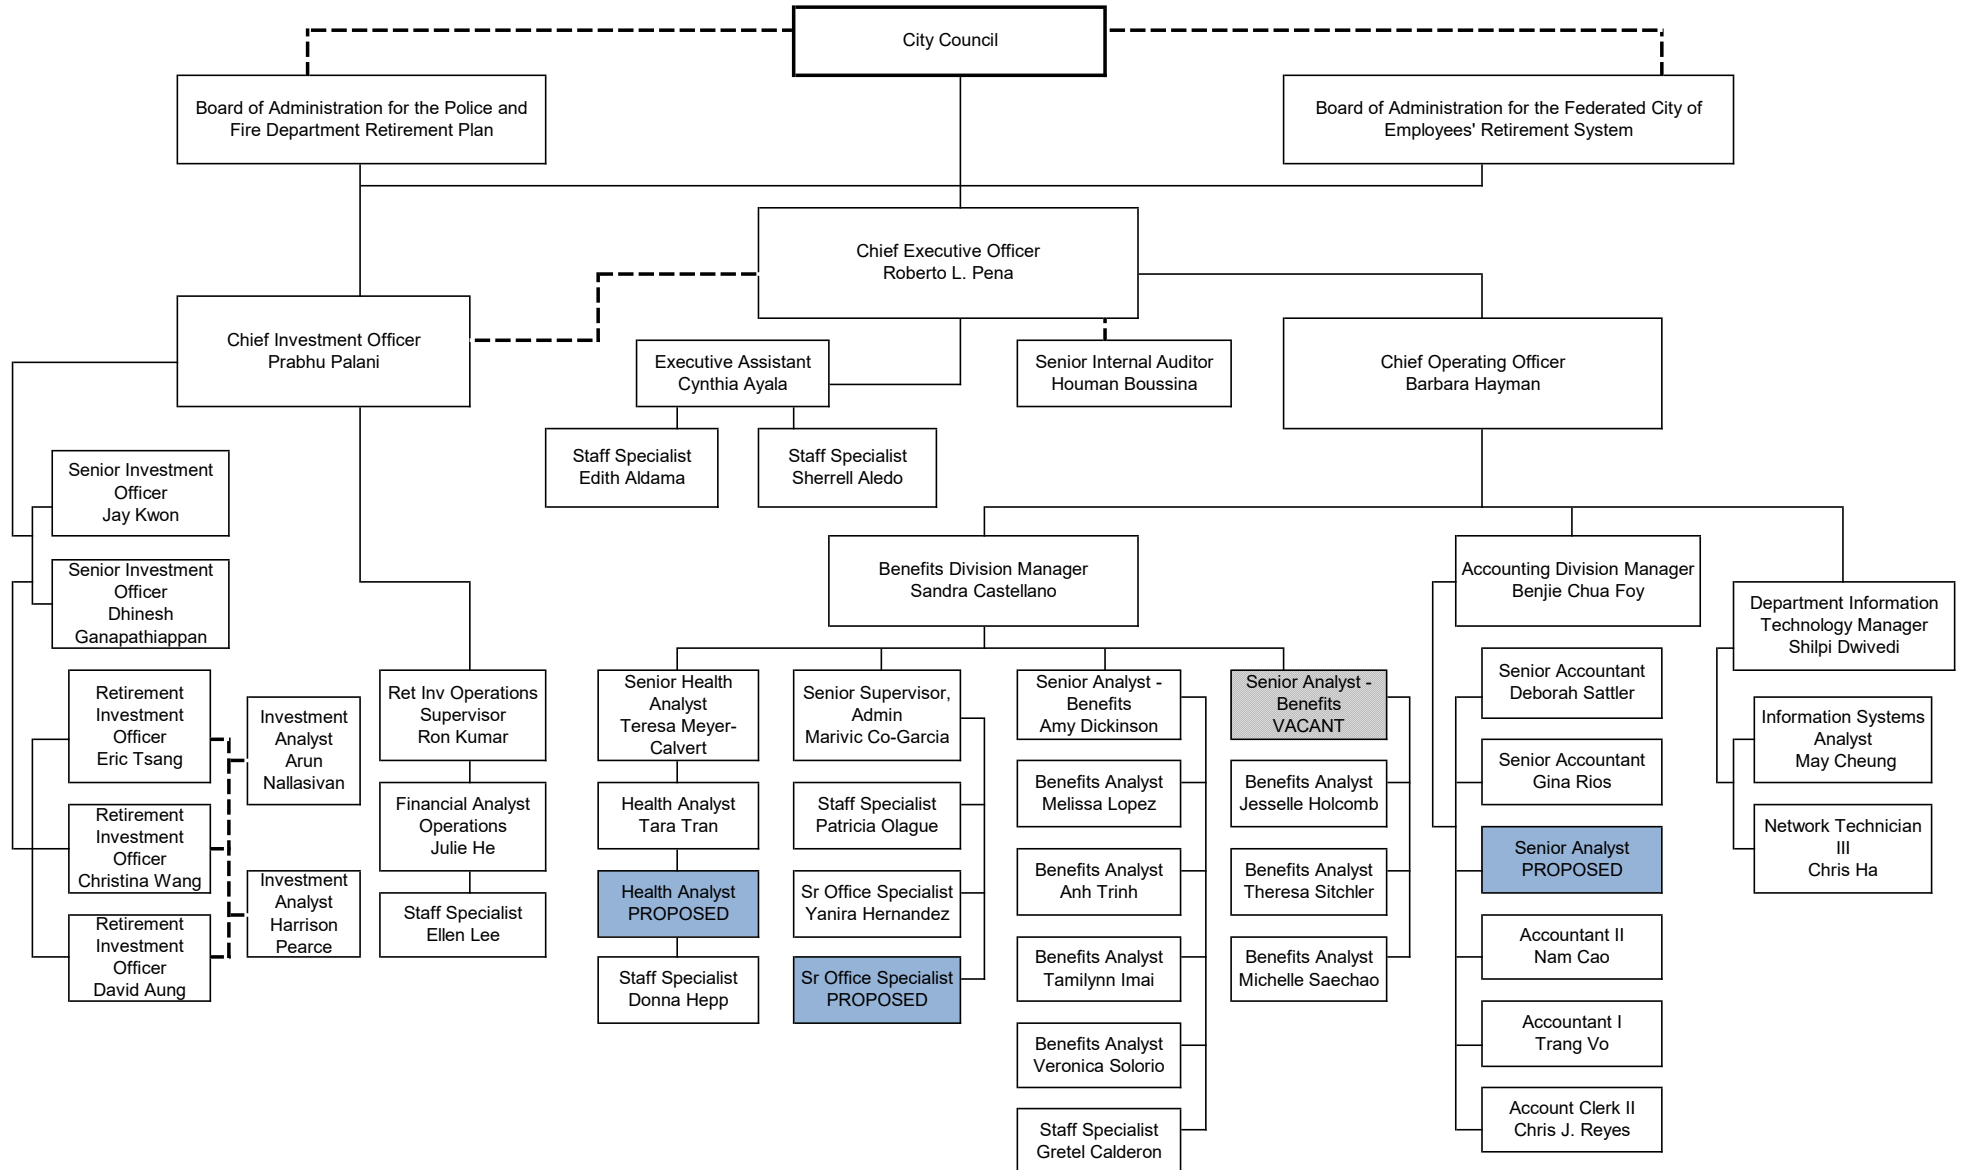 City Council
Board of Administration for the Police and
Fire Department Retirement Plan
Board of Administration for the Federated City of
Employees' Retirement System
Chief Executive Officer
Roberto L. Pena
Chief Investment Officer
Prabhu Palani
Executive Assistant
Cynthia Ayala
Senior Internal Auditor
Houman Boussina
Chief Operating Officer
Barbara Hayman
Staff Specialist
Edith Aldama
Staff Specialist
Sherrell Aledo
Senior Investment
Officer
Jay Kwon
Senior Investment
Officer
Dhinesh
Ganapathiappan
Retirement
Investment
Officer
Eric Tsang
Retirement
Investment
Officer
Christina Wang
Retirement
Investment
Officer
David Aung
Investment
Analyst
Arun
Nallasivan
Investment
Analyst
Harrison
Pearce
Ret Inv Operations
Supervisor
Ron Kumar
Financial Analyst
Operations
Julie He
Staff Specialist
Ellen Lee
Benefits Division Manager
Sandra Castellano
Senior Health
Analyst
Teresa Meyer-
Calvert
Health Analyst
Tara Tran
Health Analyst
PROPOSED
Staff Specialist
Donna Hepp
Senior Supervisor,
Admin
Marivic Co-Garcia
Staff Specialist
Patricia Olague
Sr Office Specialist
Yanira Hernandez
Sr Office Specialist
PROPOSED
Senior Analyst -
Benefits
Amy Dickinson
Benefits Analyst
Melissa Lopez
Benefits Analyst
Anh Trinh
Benefits Analyst
Tamilynn Imai
Benefits Analyst
Veronica Solorio
Staff Specialist
Gretel Calderon
Senior Analyst -
Benefits
VACANT
Benefits Analyst
Jesselle Holcomb
Benefits Analyst
Theresa Sitchler
Benefits Analyst
Michelle Saechao
Accounting Division Manager
Benjie Chua Foy
Senior Accountant
Deborah Sattler
Senior Accountant
Gina Rios
Senior Analyst
PROPOSED
Accountant II
Nam Cao
Accountant I
Trang Vo
Account Clerk II
Chris J. Reyes
Department Information
Technology Manager
Shilpi Dwivedi
Information Systems
Analyst
May Cheung
Network Technician
III
Chris Ha